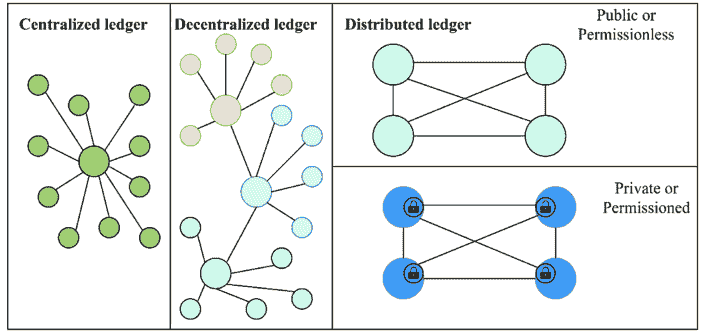 Centralized ledger
Decentralized ledger
Distributed ledger
Public or
Permissionless
Private or
Permissioned